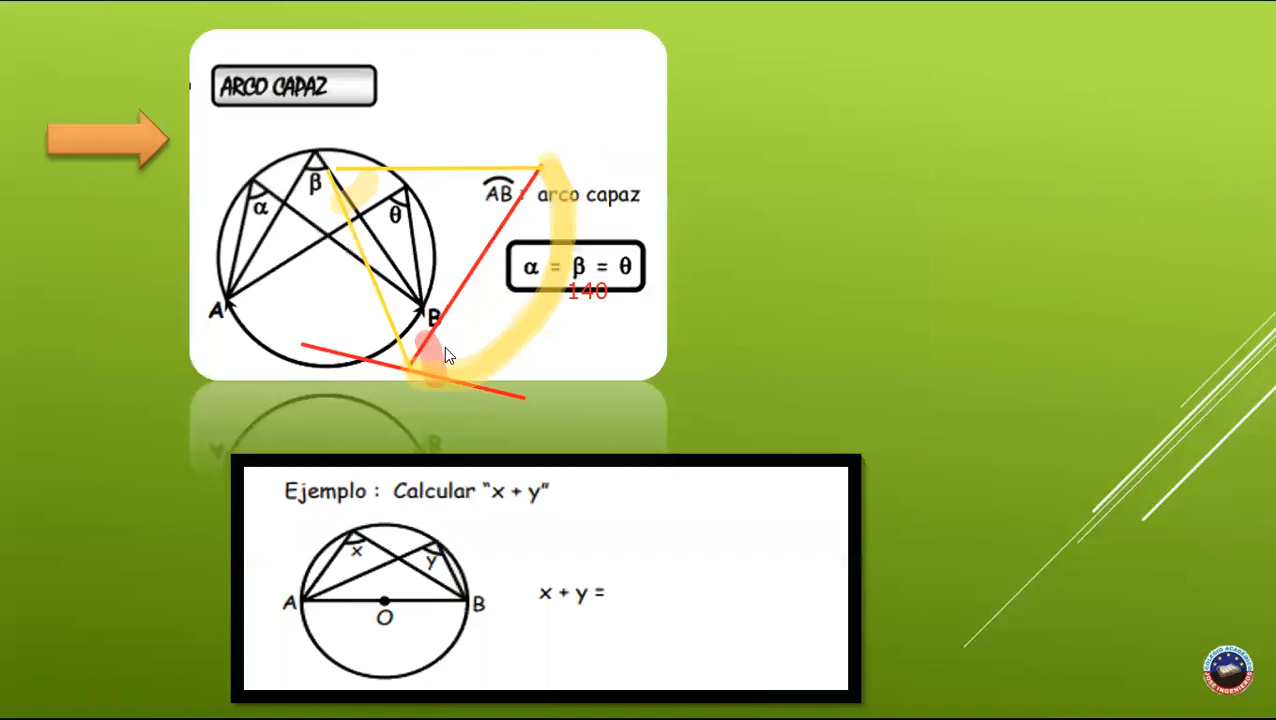 ARCO CAPAZ
β
α
θ
A
B
AB : arco capaz
α = β = θ
140
Ejemplo : Calcular "x + y"
x
y
A
B
O
x + y =